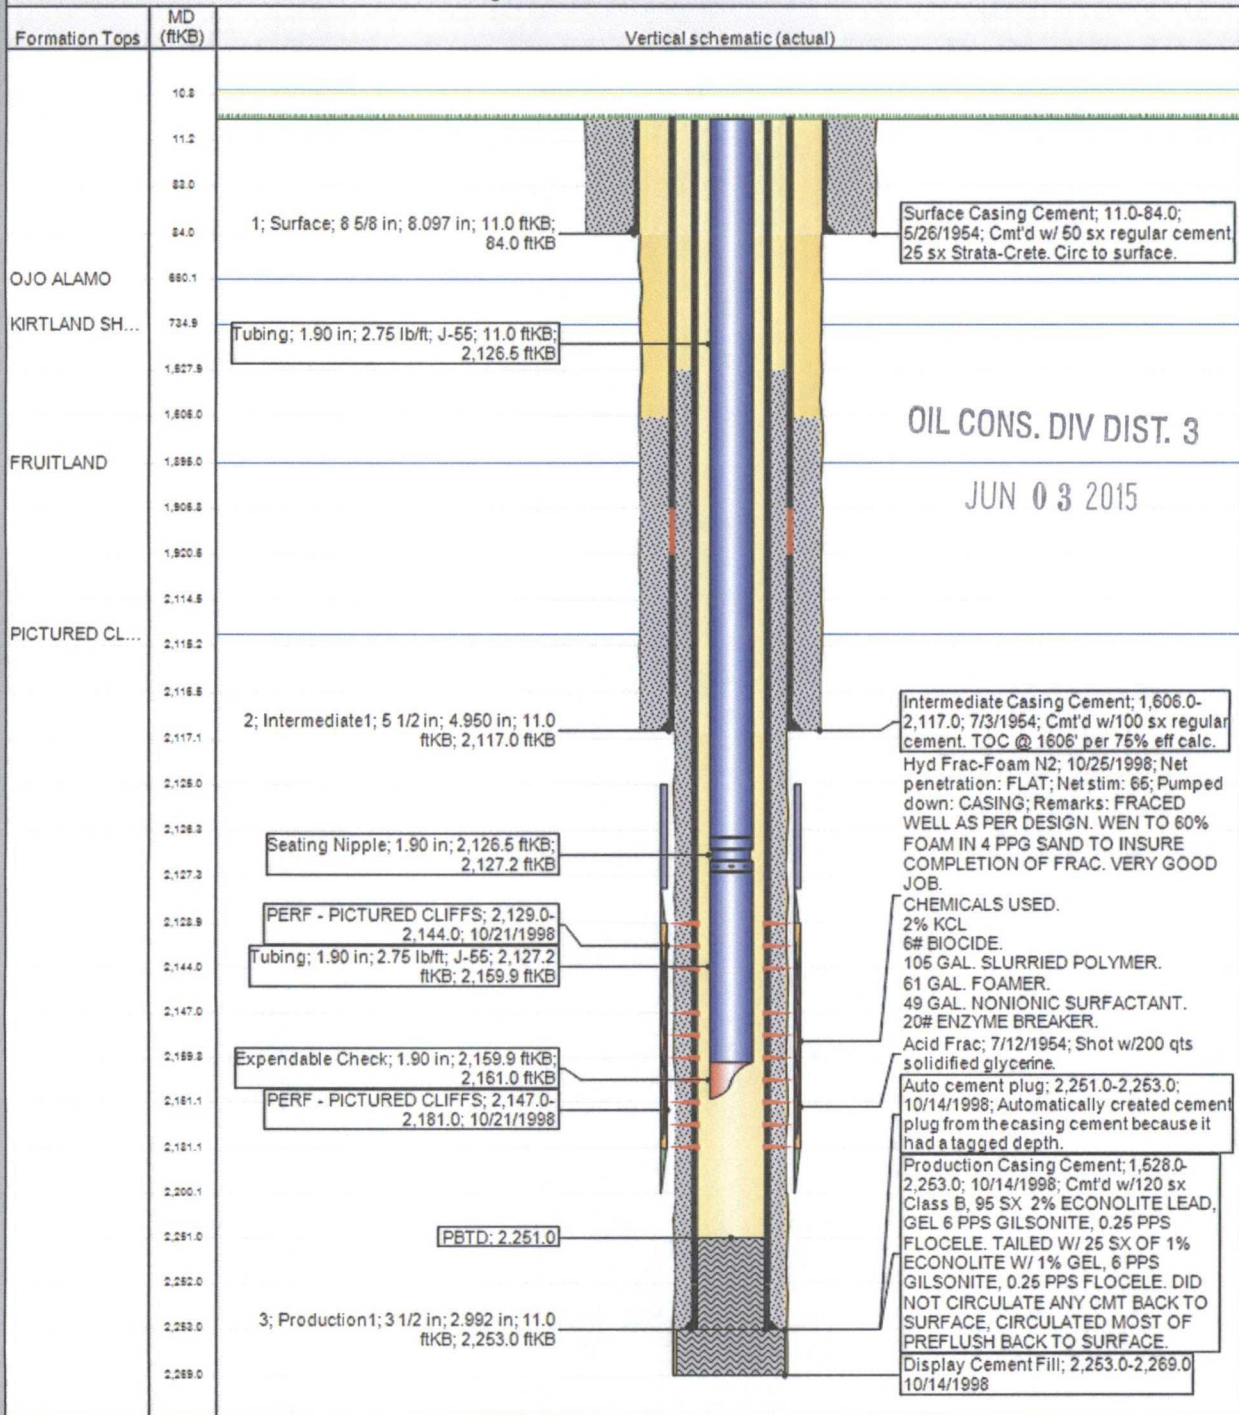 Formation Tops
MD
(ftKB)
Vertical schematic (actual)
10.8
11.2
83.0
84.0
OJO ALAMO
660.1
KIRTLAND SH...
734.9
1,527.9
1,606.0
FRUITLAND
1,895.0
1,920.6
2,114.5
PICTURED CL...
2,115.2
2,116.5
2,117.1
2,125.0
2,126.3
2,127.3
2,128.9
2,144.0
2,147.0
2,159.8
2,161.1
2,181.1
2,200.1
2,251.0
2,252.0
2,253.0
2,269.0
1; Surface; 8 5/8 in; 8.097 in; 11.0 ftKB;
84.0 ftKB
Tubing; 1.90 in; 2.75 lb/ft; J-55; 11.0 ftKB;
2,126.5 ftKB
2; Intermediate1; 5 1/2 in; 4.950 in; 11.0
ftKB; 2,117.0 ftKB
Seating Nipple; 1.90 in; 2,126.5 ftKB;
2,127.2 ftKB
PERF - PICTURED CLIFFS; 2,129.0-
2,144.0; 10/21/1998
Tubing; 1.90 in; 2.75 lb/ft; J-55; 2,127.2
ftKB; 2,159.9 ftKB
Expendable Check; 1.90 in; 2,159.9 ftKB;
2,161.0 ftKB
PERF - PICTURED CLIFFS; 2,147.0-
2,181.0; 10/21/1998
PBTD; 2,251.0
3; Production1; 3 1/2 in; 2.992 in; 11.0
ftKB; 2,253.0 ftKB
Surface Casing Cement; 11.0-84.0;
5/26/1954; Cmt'd w/ 50 sx regular cement
25 sx Strata-Crete. Circ to surface.
OIL CONS. DIV DIST. 3
JUN 03 2015
Intermediate Casing Cement; 1,606.0-
2,117.0; 7/3/1954; Cmt'd w/100 sx regular
cement. TOC @ 1606' per 75% eff calc.
Hyd Frac-Foam N2; 10/25/1998; Net
penetration: FLAT; Net stim: 65; Pumped
down: CASING; Remarks: FRACED
WELL AS PER DESIGN. WEN TO 60%
FOAM IN 4 PPG SAND TO INSURE
COMPLETION OF FRAC. VERY GOOD
JOB.
CHEMICALS USED.
2% KCL
6# BIOCIDE.
105 GAL. SLURRIED POLYMER.
61 GAL. FOAMER.
49 GAL. NONIONIC SURFACTANT.
20# ENZYME BREAKER.
Acid Frac; 7/12/1954; Shot w/200 qts
solidified glycerine.
Auto cement plug; 2,251.0-2,253.0;
10/14/1998; Automatically created cement
plug from the casing cement because it
had a tagged depth.
Production Casing Cement; 1,528.0-
2,253.0; 10/14/1998; Cmt'd w/120 sx
Class B, 95 SX 2% ECONOLITE LEAD,
GEL 6 PPS GILSONITE, 0.25 PPS
FLOCELE. TAILED W/ 25 SX OF 1%
ECONOLITE W/ 1% GEL, 6 PPS
GILSONITE, 0.25 PPS FLOCELE. DID
NOT CIRCULATE ANY CMT BACK TO
SURFACE, CIRCULATED MOST OF
PREFLUSH BACK TO SURFACE.
Display Cement Fill; 2,253.0-2,269.0
10/14/1998